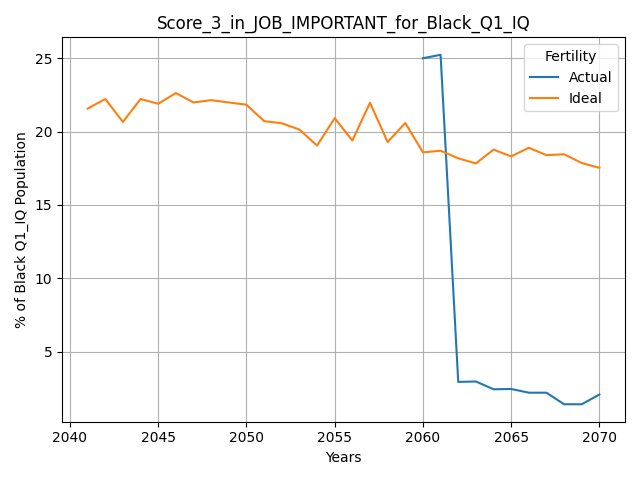 Score_3_in_JOB_IMPORTANT_for_Black_Q1_IQ
Fertility
Actual
Ideal
% of Black Q1_IQ Population
25
20
15
10
5
2040
2045
2050
2055
2060
2065
2070
Years